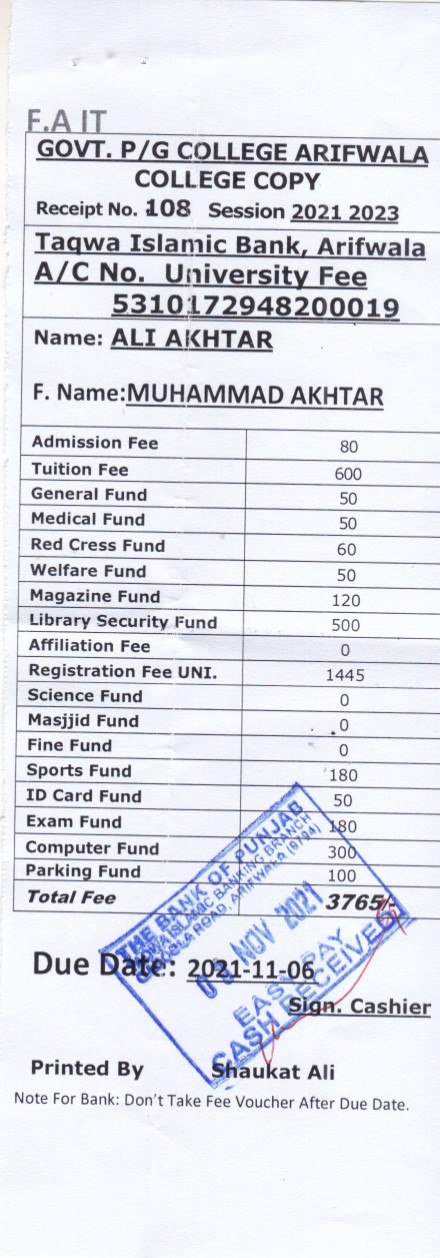 F.A IT
GOVT. P/G COLLEGE ARIFWALA
COLLEGE COPY
Receipt No. 108 Session 2021 2023
Taqwa Islamic Bank, Arifwala
A/C No. University Fee
5310172948200019
Name: ALI AKHTAR
F. Name:MUHAMMAD AKHTAR
Admission Fee 80
Tuition Fee 600
General Fund 50
Medical Fund 50
Red Cress Fund 60
Welfare Fund 50
Magazine Fund 120
Library Security Fund 500
Affiliation Fee 0
Registration Fee UNI. 1445
Science Fund 0
Masjjid Fund 0
Fine Fund 0
Sports Fund 180
ID Card Fund 50
Exam Fund 180
Computer Fund 300
Parking Fund 100
Total Fee 3765/-
THE BANK OF PUNJAB
ISLAMIC BANKING BRANCH
ROAD, ARIFWALA
NOV 2021
CASH RECEIVED
Due Date: 2021-11-06
Sign. Cashier
Printed By Shaukat Ali
Note For Bank: Don't Take Fee Voucher After Due Date.